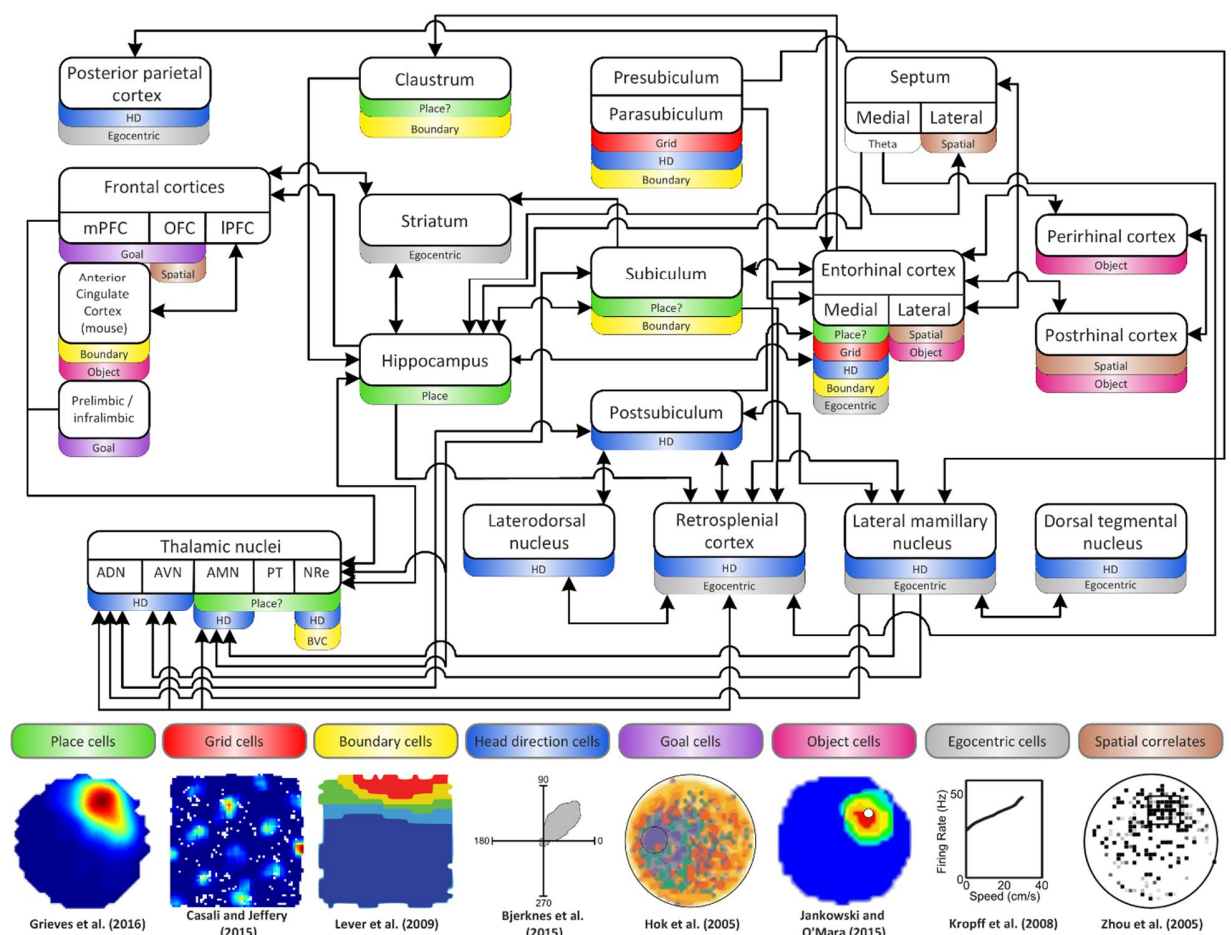 Posterior parietal
cortex
HD
Egocentric
Claustrum
Place?
Boundary
Presubiculum
Parasubiculum
Grid
HD
Boundary
Septum
Medial
Lateral
Theta
Spatial
Frontal cortices
mPFC
OFC
lPFC
Goal
Spatial
Anterior
Cingulate
Cortex
(mouse)
Boundary
Object
Prelimbic /
infralimbic
Goal
Striatum
Egocentric
Hippocampus
Place
Subiculum
Place?
Boundary
Entorhinal cortex
Medial
Lateral
Place?
Grid
HD
Boundary
Egocentric
Spatial
Object
Perirhinal cortex
Object
Postrhinal cortex
Spatial
Object
Postsubiculum
HD
Laterodorsal
nucleus
HD
Retrosplenial
cortex
HD
Egocentric
Lateral mamillary
nucleus
HD
Egocentric
Dorsal tegmental
nucleus
HD
Egocentric
Thalamic nuclei
ADN
AVN
AMN
PT
NRe
HD
Place?
HD
HD
BVC
Place cells
Grid cells
Boundary cells
Head direction cells
Goal cells
Object cells
Egocentric cells
Spatial correlates
90
180
0
270
Firing Rate (Hz)
50
0
0
40
Speed (cm/s)
Grieves et al. (2016)
Casali and Jeffery
(2015)
Lever et al. (2009)
Bjerknes et al.
(2015)
Hok et al. (2005)
Jankowski and
O'Mara (2015)
Kropff et al. (2008)
Zhou et al. (2005)